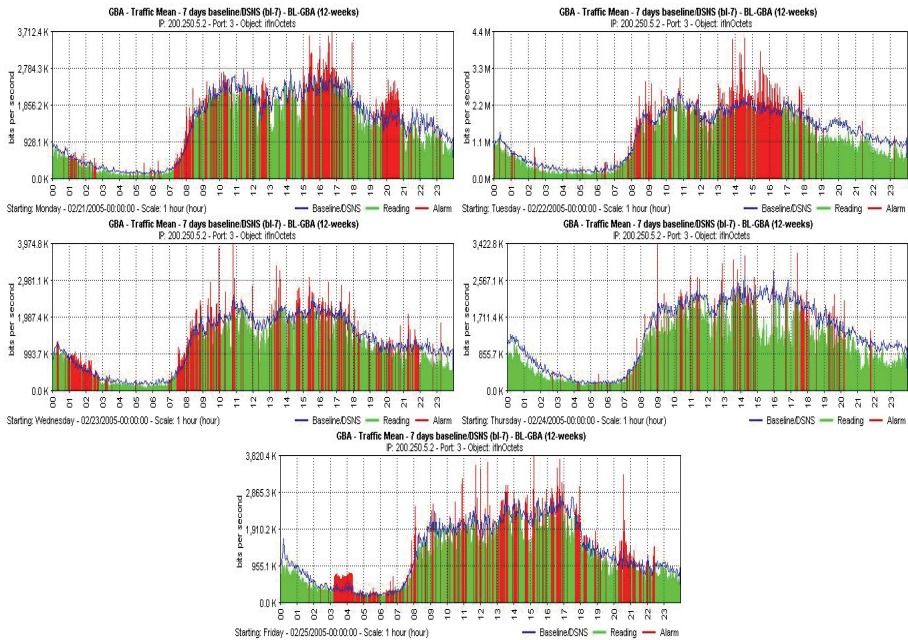 GBA - Traffic Mean - 7 days baseline/DSNS (bl-7) - BL-GBA (12-weeks)
IP: 200.250.5.2 - Port: 3 - Object: ifInOctets
bits per second
3,712.4 K
2,784.3 K
1,856.2 K
928.1 K
0.0 K
00 01 02 03 04 05 06 07 08 09 10 11 12 13 14 15 16 17 18 19 20 21 22 23
Starting: Monday - 02/21/2005-00:00:00 - Scale: 1 hour (hour) Baseline/DSNS Reading Alarm
GBA - Traffic Mean - 7 days baseline/DSNS (bl-7) - BL-GBA (12-weeks)
IP: 200.250.5.2 - Port: 3 - Object: ifInOctets
bits per second
4.4 M
3.3 M
2.2 M
1.1 M
0.0 M
00 01 02 03 04 05 06 07 08 09 10 11 12 13 14 15 16 17 18 19 20 21 22 23
Starting: Tuesday - 02/22/2005-00:00:00 - Scale: 1 hour (hour) Baseline/DSNS Reading Alarm
GBA - Traffic Mean - 7 days baseline/DSNS (bl-7) - BL-GBA (12-weeks)
IP: 200.250.5.2 - Port: 3 - Object: ifInOctets
bits per second
3,974.8 K
2,981.1 K
1,987.4 K
993.7 K
0.0 K
00 01 02 03 04 05 06 07 08 09 10 11 12 13 14 15 16 17 18 19 20 21 22 23
Starting: Wednesday - 02/23/2005-00:00:00 - Scale: 1 hour (hour) Baseline/DSNS Reading Alarm
GBA - Traffic Mean - 7 days baseline/DSNS (bl-7) - BL-GBA (12-weeks)
IP: 200.250.5.2 - Port: 3 - Object: ifInOctets
bits per second
3,422.8 K
2,567.1 K
1,711.4 K
855.7 K
0.0 K
00 01 02 03 04 05 06 07 08 09 10 11 12 13 14 15 16 17 18 19 20 21 22 23
Starting: Thursday - 02/24/2005-00:00:00 - Scale: 1 hour (hour) Baseline/DSNS Reading Alarm
GBA - Traffic Mean - 7 days baseline/DSNS (bl-7) - BL-GBA (12-weeks)
IP: 200.250.5.2 - Port: 3 - Object: ifInOctets
bits per second
3,820.4 K
2,865.3 K
1,910.2 K
955.1 K
0.0 K
00 01 02 03 04 05 06 07 08 09 10 11 12 13 14 15 16 17 18 19 20 21 22 23
Starting: Friday - 02/25/2005-00:00:00 - Scale: 1 hour (hour) Baseline/DSNS Reading Alarm